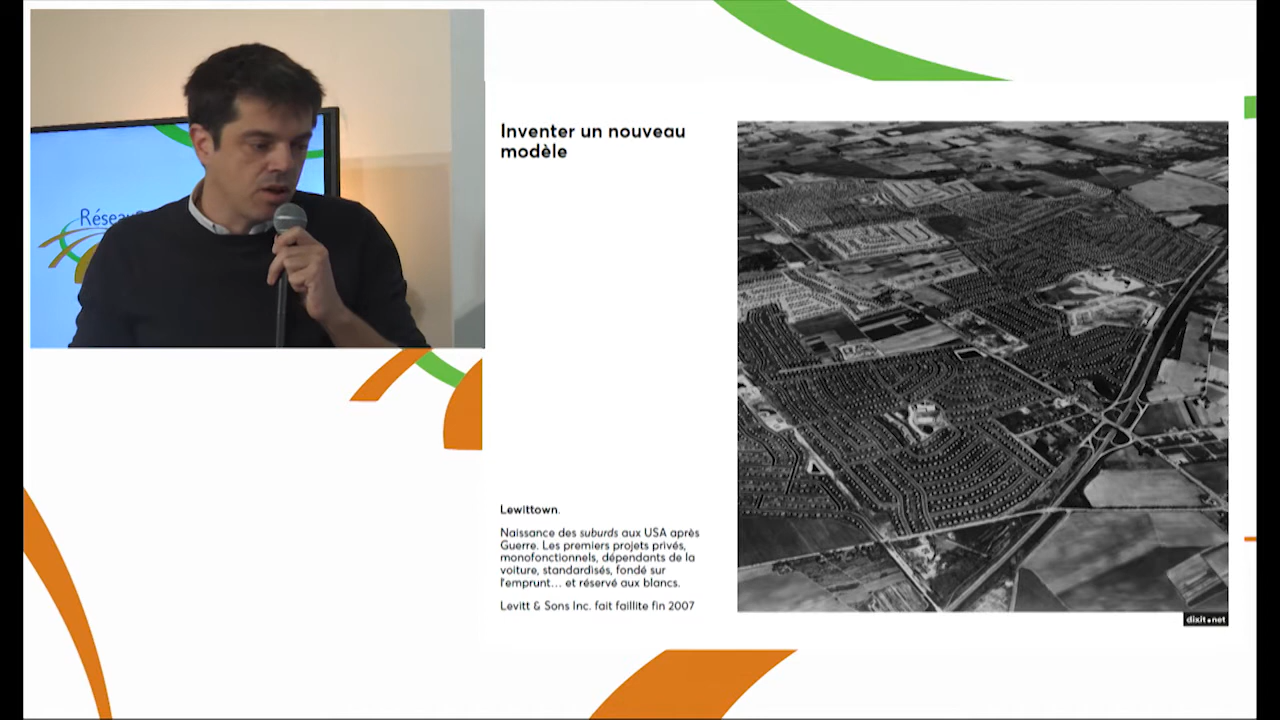 Inventer un nouveau
modèle
Lewittown.
Naissance des suburds aux USA après
Guerre. Les premiers projets privés,
monofonctionnels, dépendants de la
voiture, standardisés, fondé sur
l'emprunt... et réservé aux blancs.
Levitt & Sons Inc. fait faillite fin 2007
dixit.net